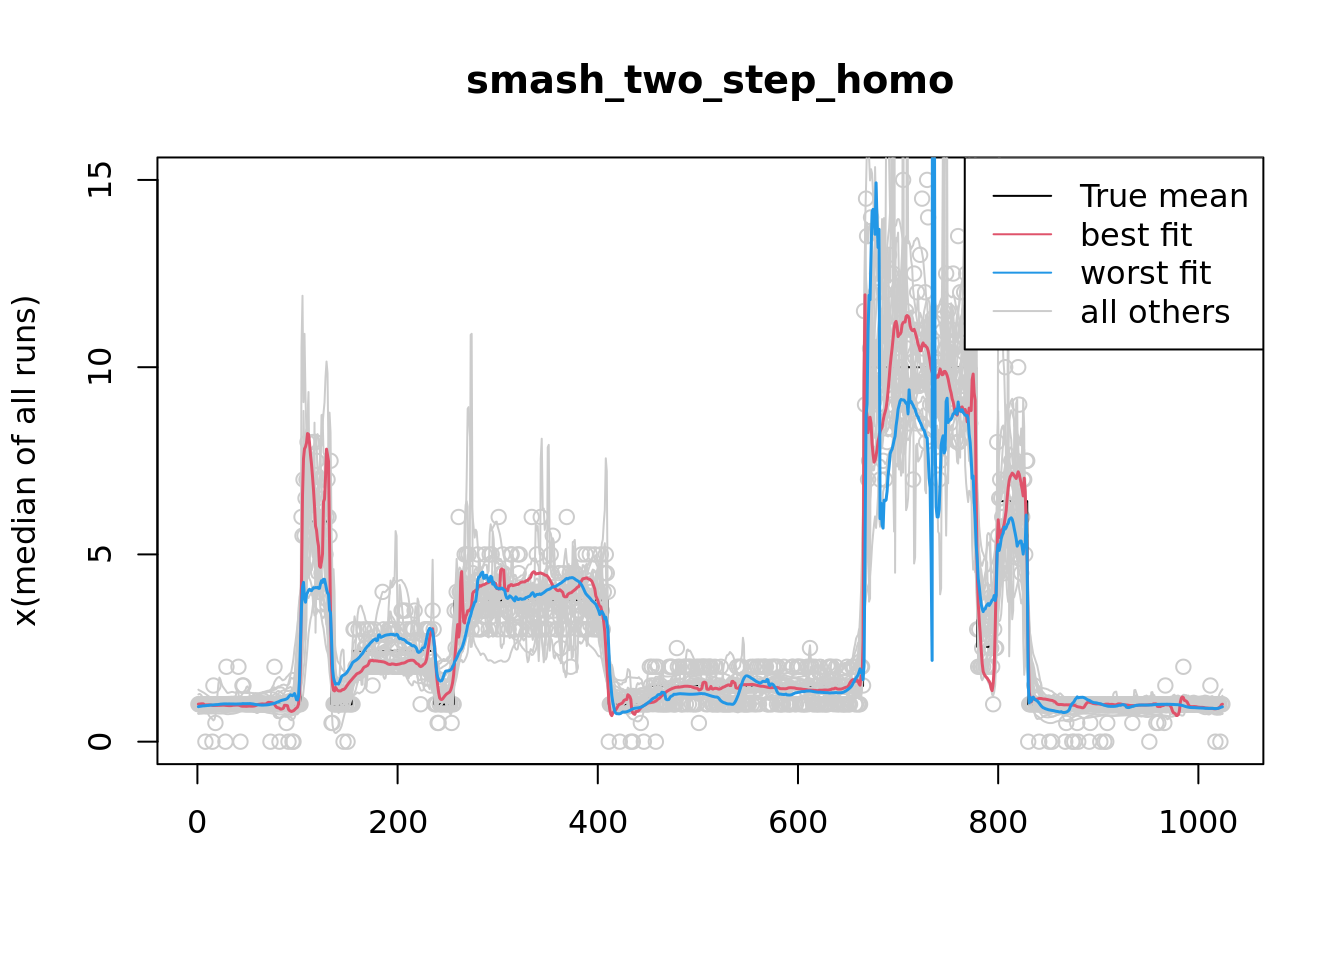 smash_two_step_homo
x(median of all runs)
15
10
5
0
True mean
best fit
worst fit
all others
0 200 400 600 800 1000